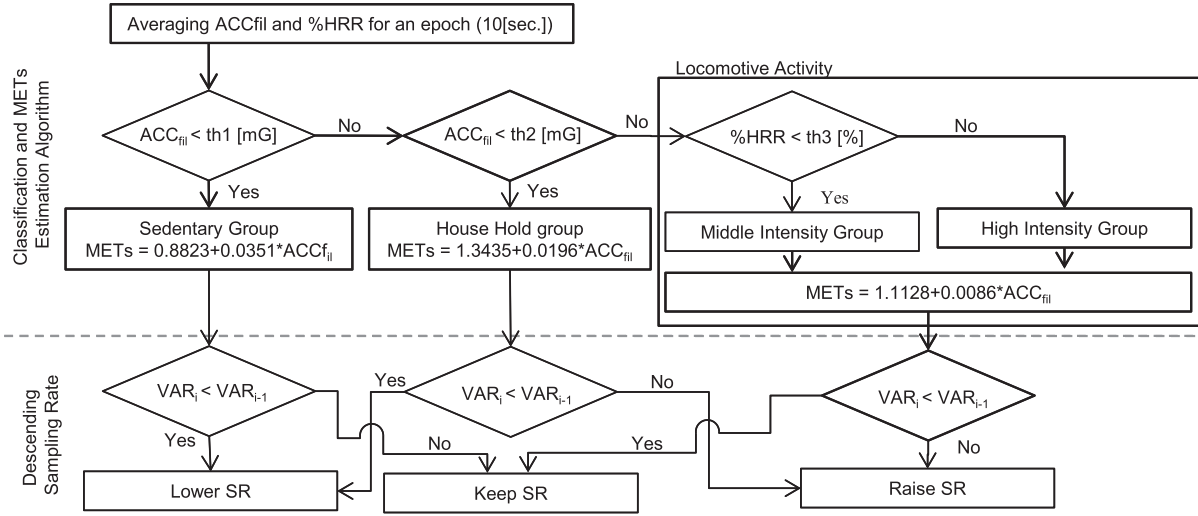 Averaging ACCfil and %HRR for an epoch (10[sec.])
Classification and METs
Estimation Algorithm
Locomotive Activity
ACCfil < th1 [mG]
No
ACCfil < th2 [mG]
No
%HRR < th3 [%]
No
Yes
Yes
Yes
Sedentary Group
METs = 0.8823+0.0351*ACCfil
House Hold group
METs = 1.3435+0.0196*ACCfil
Middle Intensity Group
High Intensity Group
METs = 1.1128+0.0086*ACCfil
Descending
Sampling Rate
VARi < VARi-1
Yes
VARi < VARi-1
No
VARi < VARi-1
Yes
No
Yes
No
Lower SR
Keep SR
Raise SR